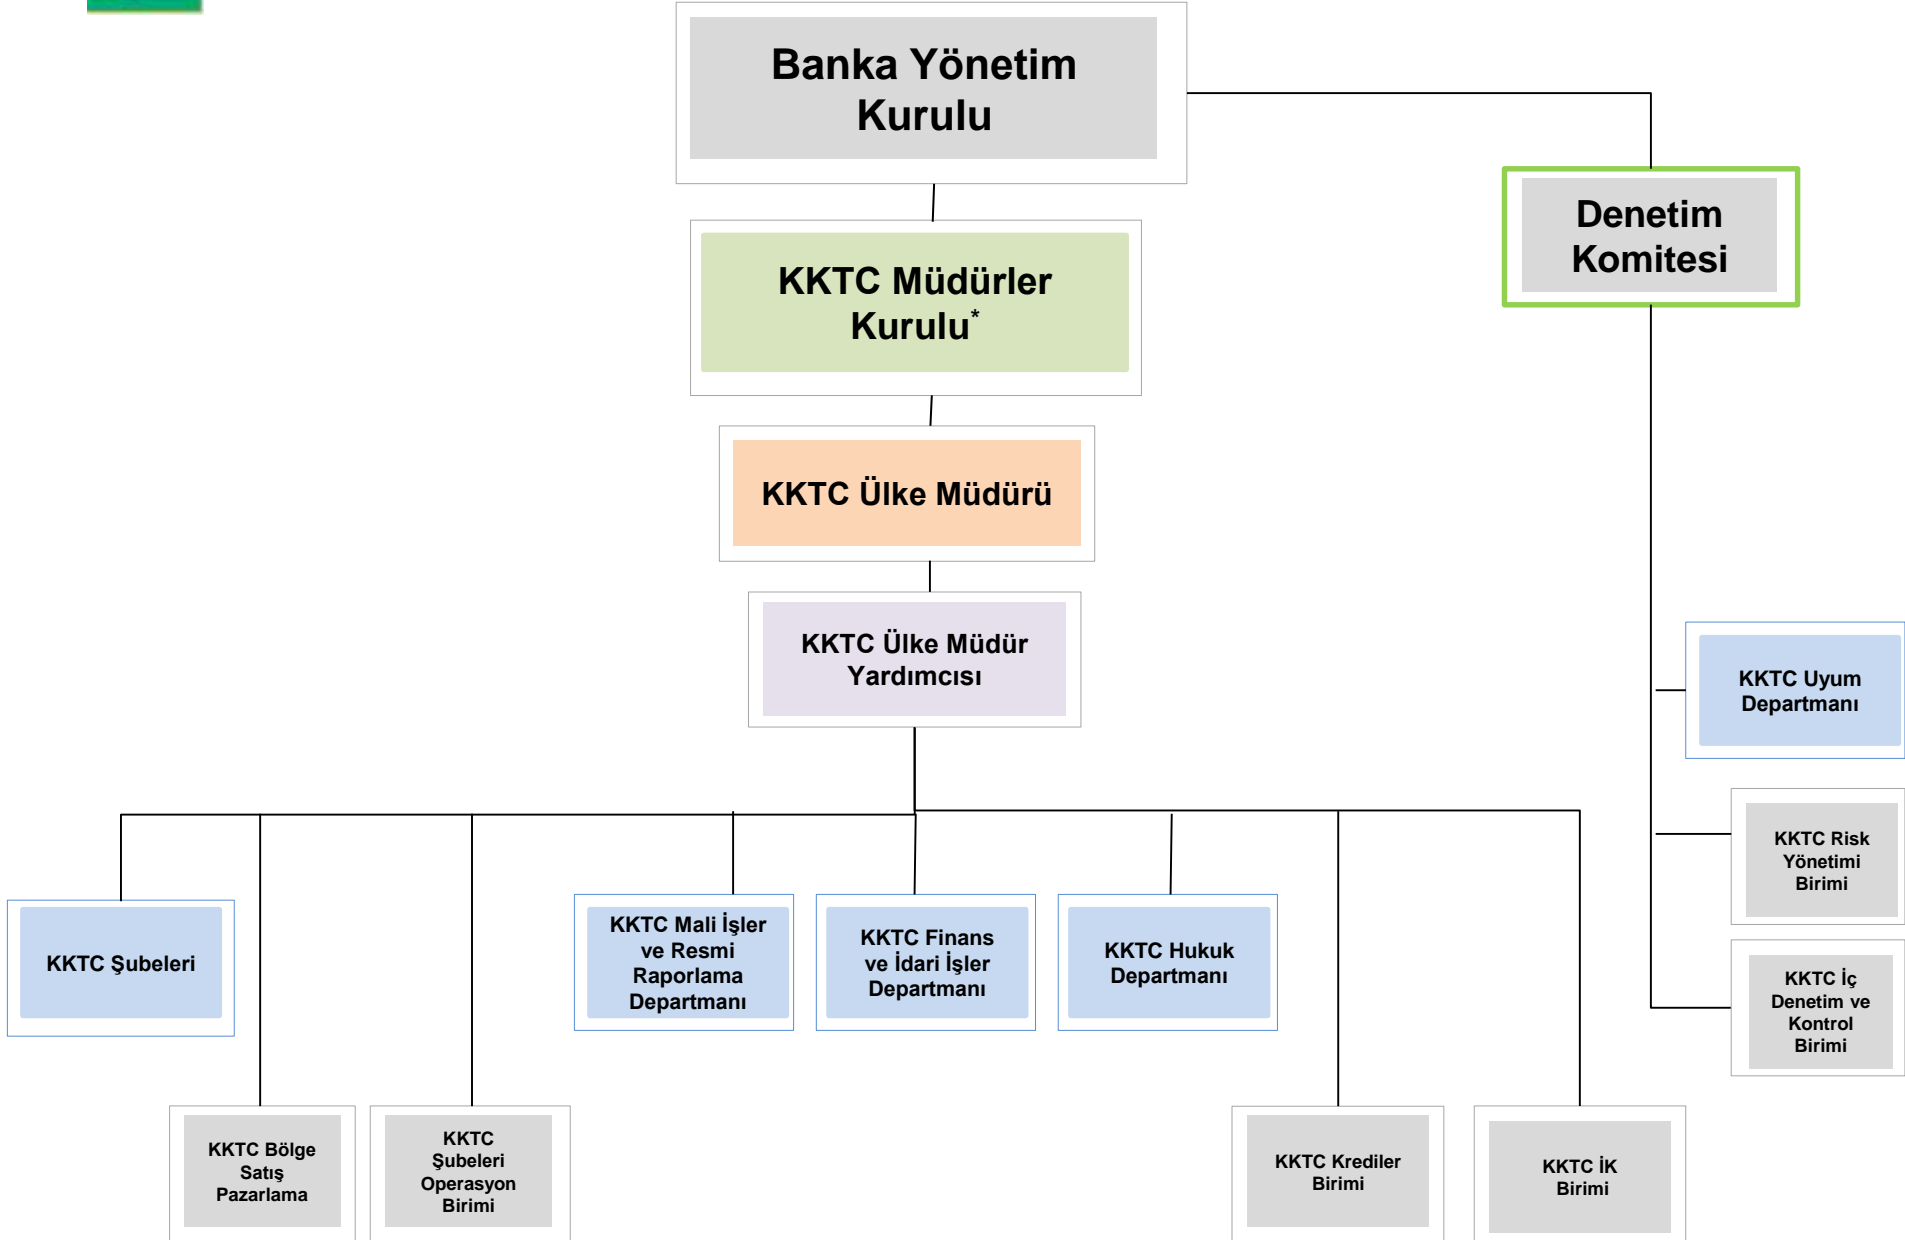 Banka Yönetim
Kurulu
Denetim
Komitesi
KKTC Müdürler
Kurulu*
KKTC Ülke Müdürü
KKTC Ülke Müdür
Yardımcısı
KKTC Uyum
Departmanı
KKTC Risk
Yönetimi
Birimi
KKTC İç
Denetim ve
Kontrol
Birimi
KKTC Şubeleri
KKTC Mali İşler
ve Resmi
Raporlama
Departmanı
KKTC Finans
ve İdari İşler
Departmanı
KKTC Hukuk
Departmanı
KKTC Bölge
Satış
Pazarlama
KKTC
Şubeleri
Operasyon
Birimi
KKTC Krediler
Birimi
KKTC İK
Birimi